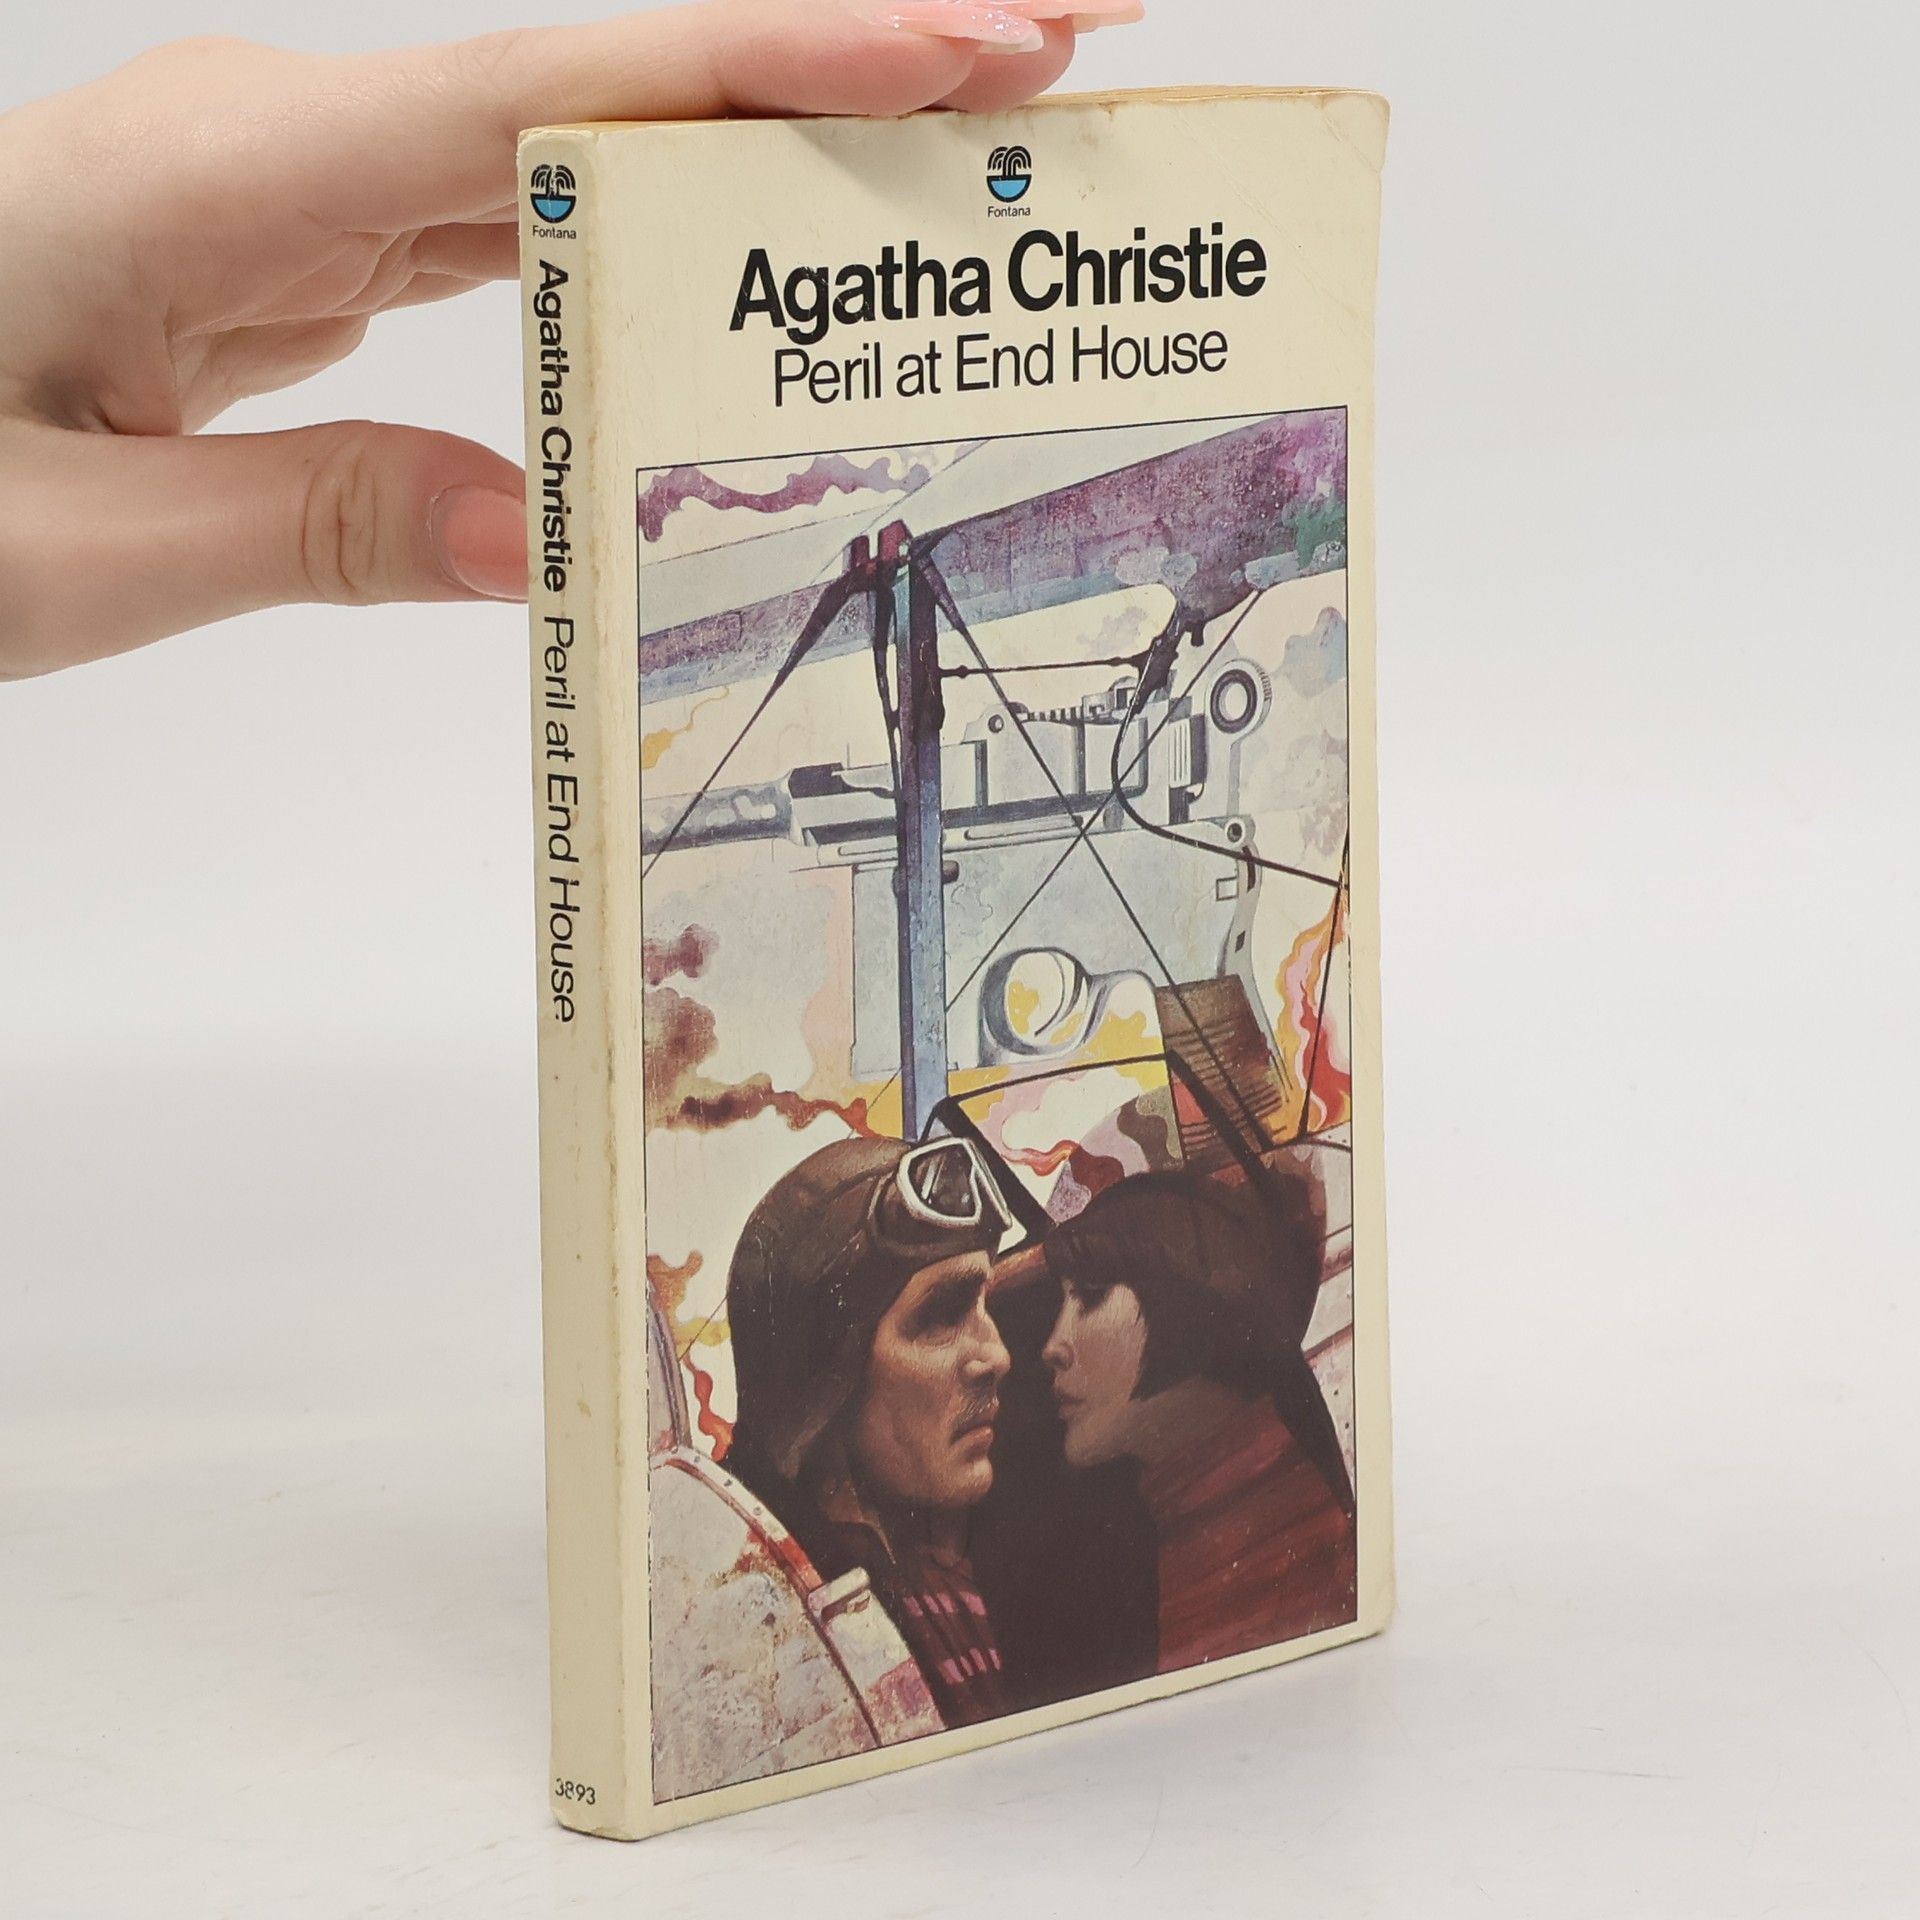 Fontana
Agatha Christie Peril at End House
3893
Fontana
Agatha Christie
Peril at End House